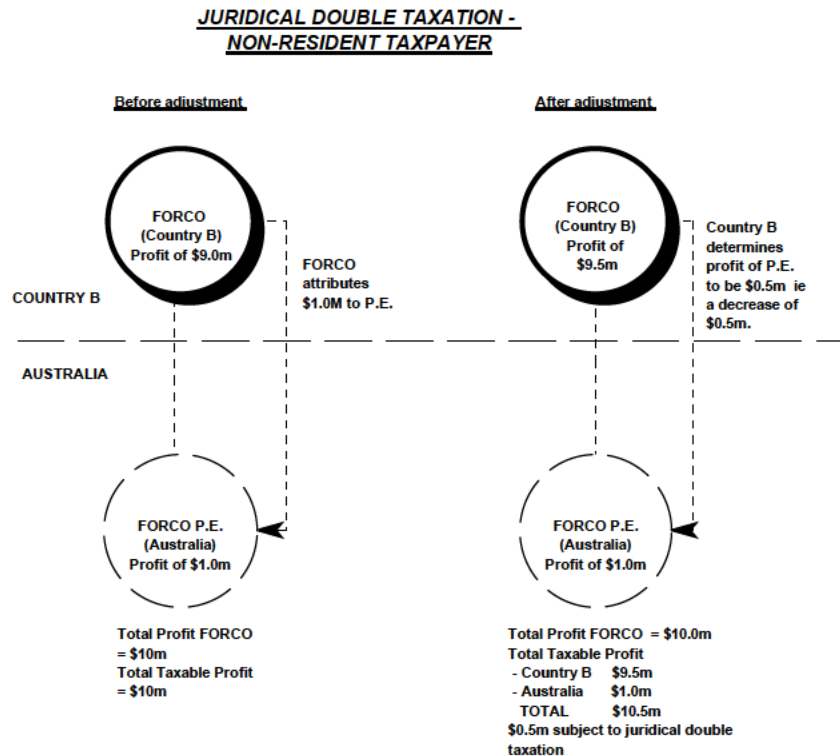 JURIDICAL DOUBLE TAXATION -
NON-RESIDENT TAXPAYER
Before adjustment
FORCO
(Country B)
Profit of $9.0m
FORCO
attributes
$1.0M to P.E.
COUNTRY B
AUSTRALIA
FORCO P.E.
(Australia)
Profit of $1.0m
Total Profit FORCO
= $10m
Total Taxable Profit
= $10m
After adjustment
FORCO
(Country B)
Profit of
$9.5m
Country B
determines
profit of P.E.
to be $0.5m ie
a decrease of
$0.5m.
FORCO P.E.
(Australia)
Profit of $1.0m
Total Profit FORCO = $10.0m
Total Taxable Profit
- Country B $9.5m
- Australia $1.0m
TOTAL $10.5m
$0.5m subject to juridical double
taxation